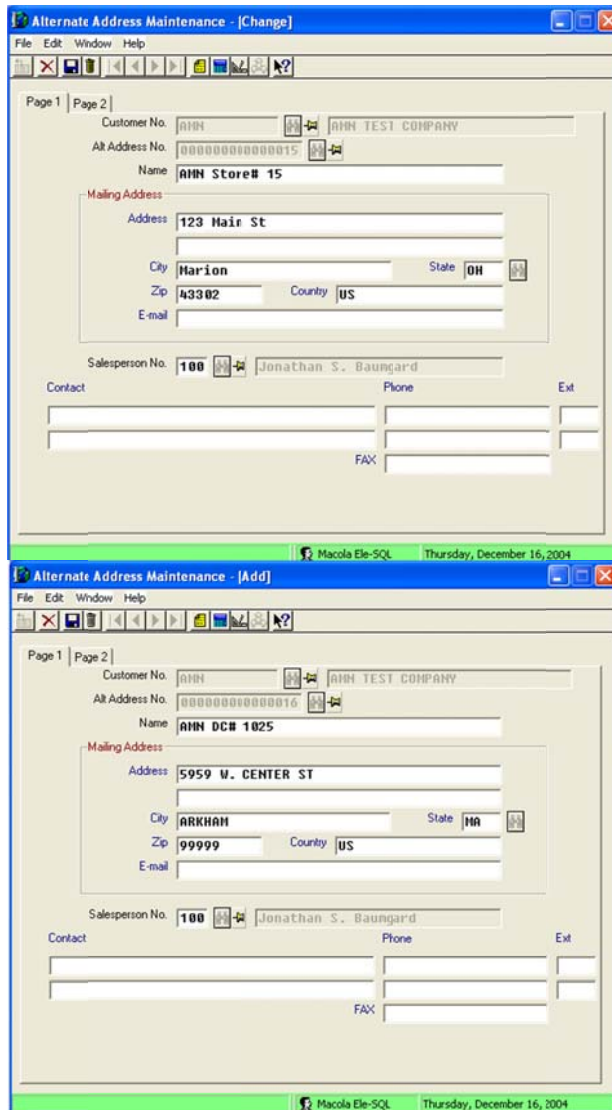 Alternate Address Maintenance - [Change]
File Edit Window Help
Page 1 Page 2
Customer No. AMN AMN TEST COMPANY
Alt Address No. 000000000000015
Name AMN Store# 15
Mailing Address
Address 123 Main St
City Marion State OH
Zip 43302 Country US
E-mail
Salesperson No. 100 Jonathan S. Baumgard
Contact Phone Ext
FAX
Macola Ele-SQL Thursday, December 16, 2004
Alternate Address Maintenance - [Add]
File Edit Window Help
Page 1 Page 2
Customer No. AMN AMN TEST COMPANY
Alt Address No. 000000000000016
Name AMN DC# 1025
Mailing Address
Address 5959 W. CENTER ST
City ARKHAM State MA
Zip 99999 Country US
E-mail
Salesperson No. 100 Jonathan S. Baumgard
Contact Phone Ext
FAX
Macola Ele-SQL Thursday, December 16, 2004